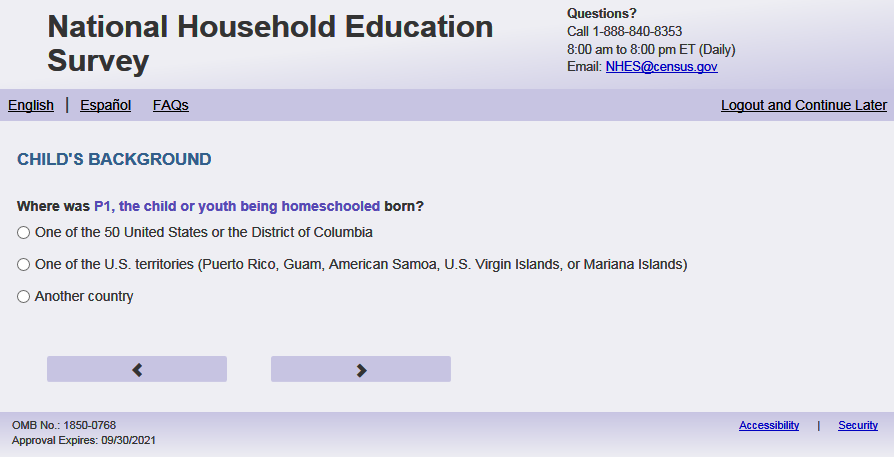 National Household Education
Survey
Questions?
Call 1-888-840-8353
8:00 am to 8:00 pm ET (Daily)
Email: NHES@census.gov
English | Español FAQs Logout and Continue Later
CHILD'S BACKGROUND
Where was P1, the child or youth being homeschooled born?
One of the 50 United States or the District of Columbia
One of the U.S. territories (Puerto Rico, Guam, American Samoa, U.S. Virgin Islands, or Mariana Islands)
Another country
OMB No.: 1850-0768
Approval Expires: 09/30/2021
Accessibility | Security